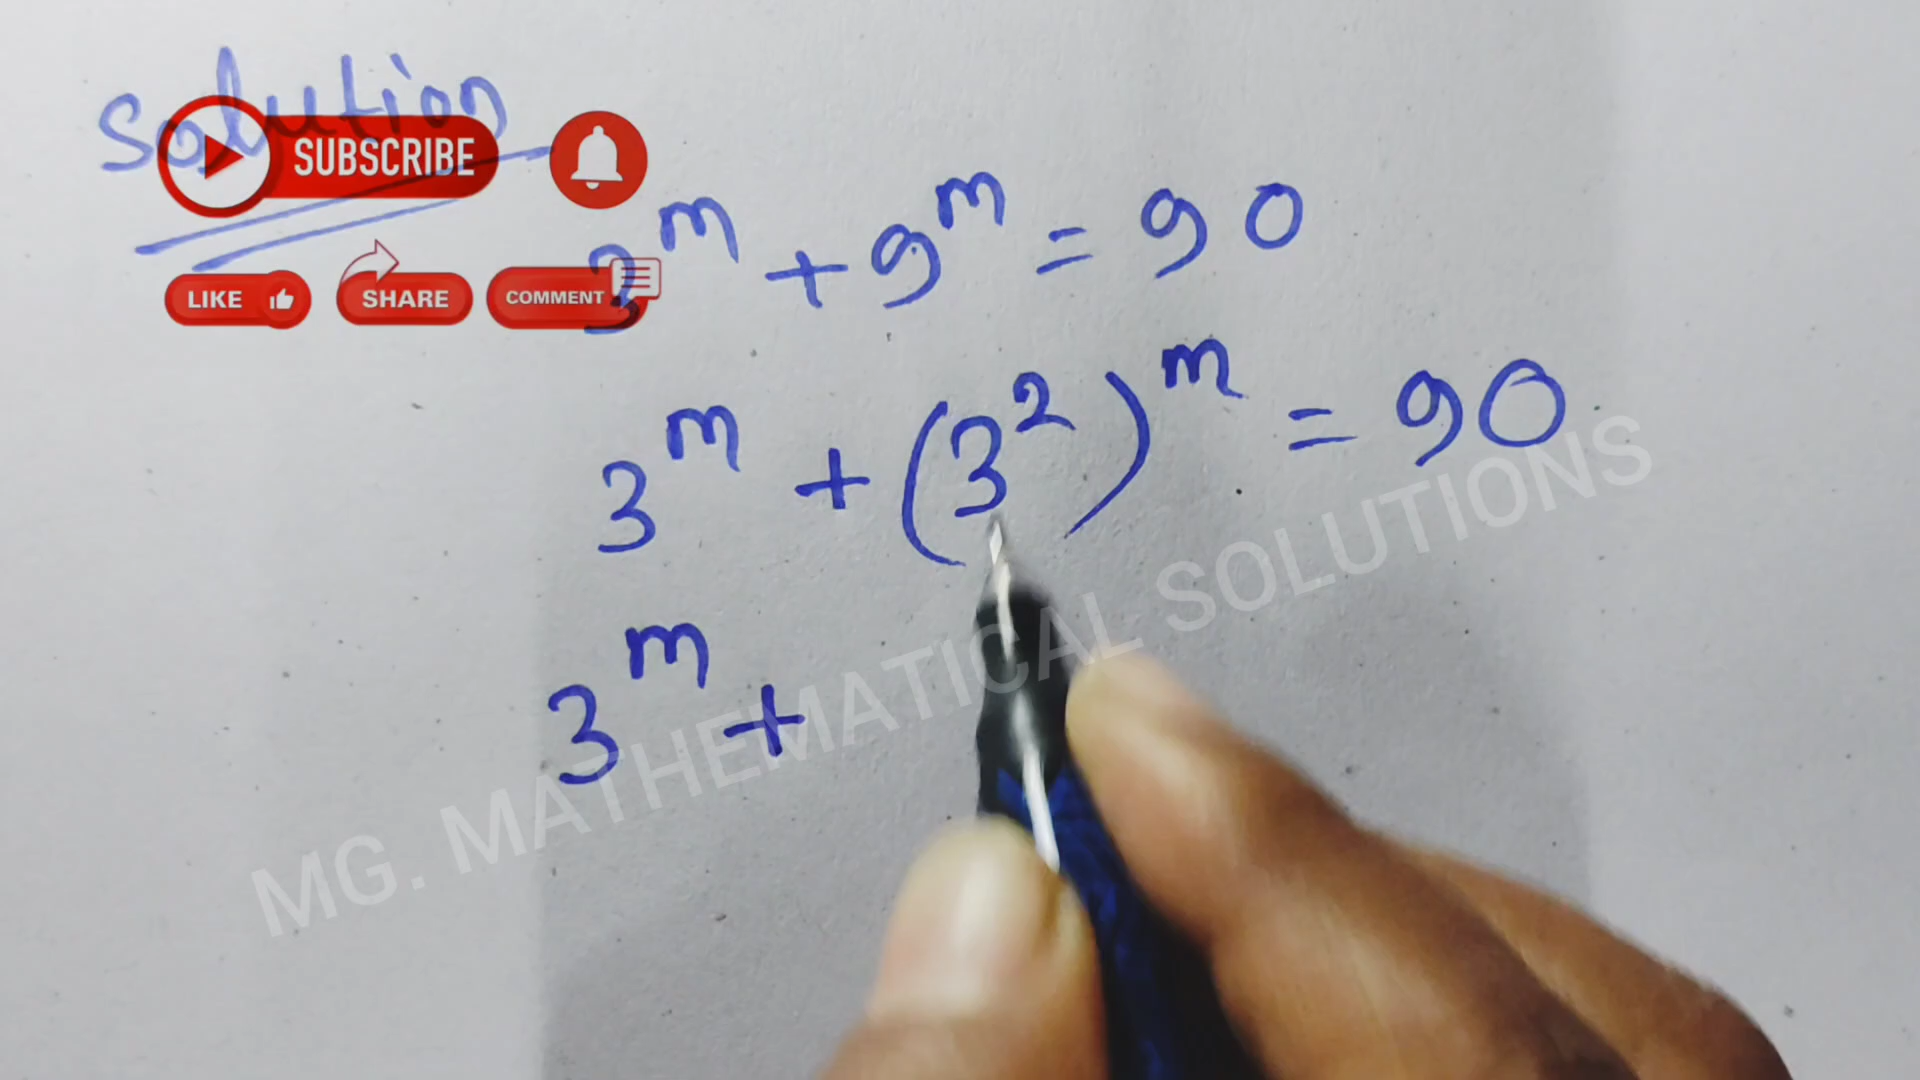 Solution
SUBSCRIBE
LIKE SHARE COMMENT
3^m + 9^m = 90
3^m + (3^2)^m = 90
3^m +
MG. MATHEMATICAL SOLUTIONS